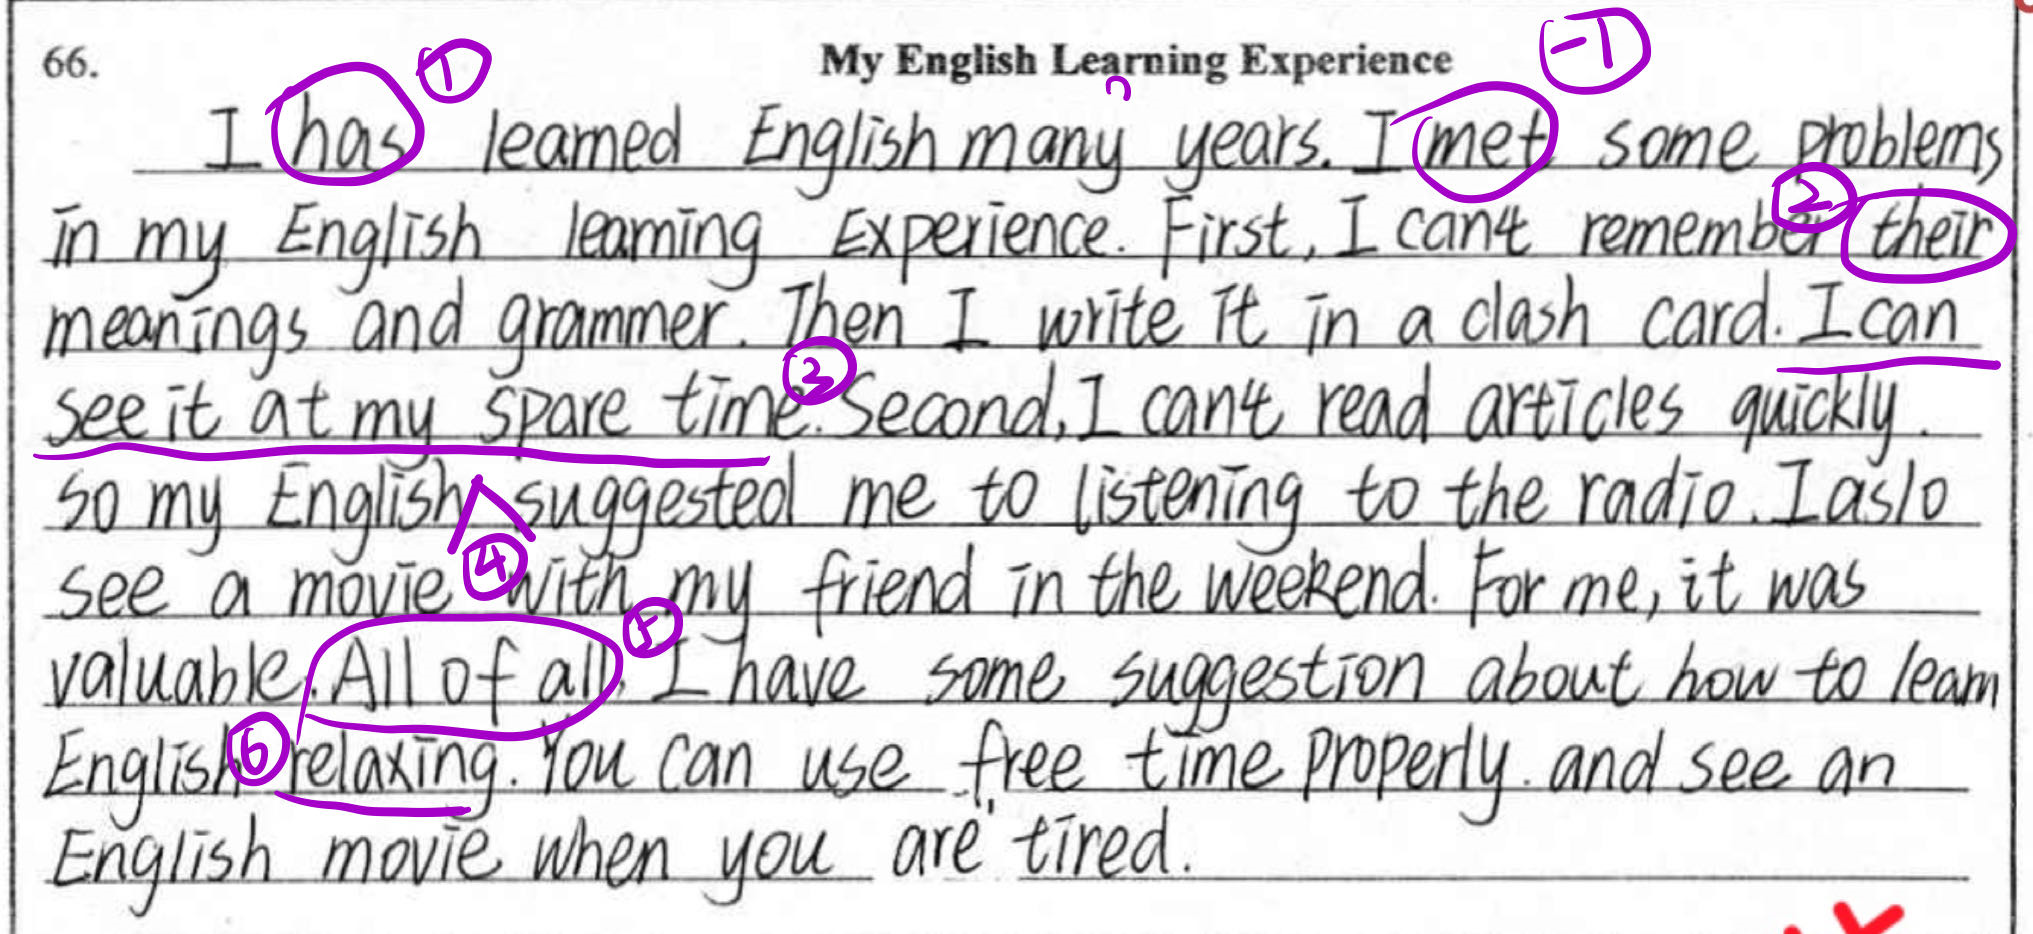 66. My English Learning Experience
I has learned English many years. I met some problems
in my English learning Experience. First, I can't remember their
meanings and grammer. Then I write it in a clash card. I can
see it at my spare time. Second, I can't read articles quickly.
so my English suggested me to listening to the radio. I aslo
see a movie with my friend in the weekend. For me, it was
valuable. All of all, I have some suggestion about how to learn
English relaxing. You can use free time properly. and see an
English movie when you are tired.
① -1
②
③
④
⑤
⑥